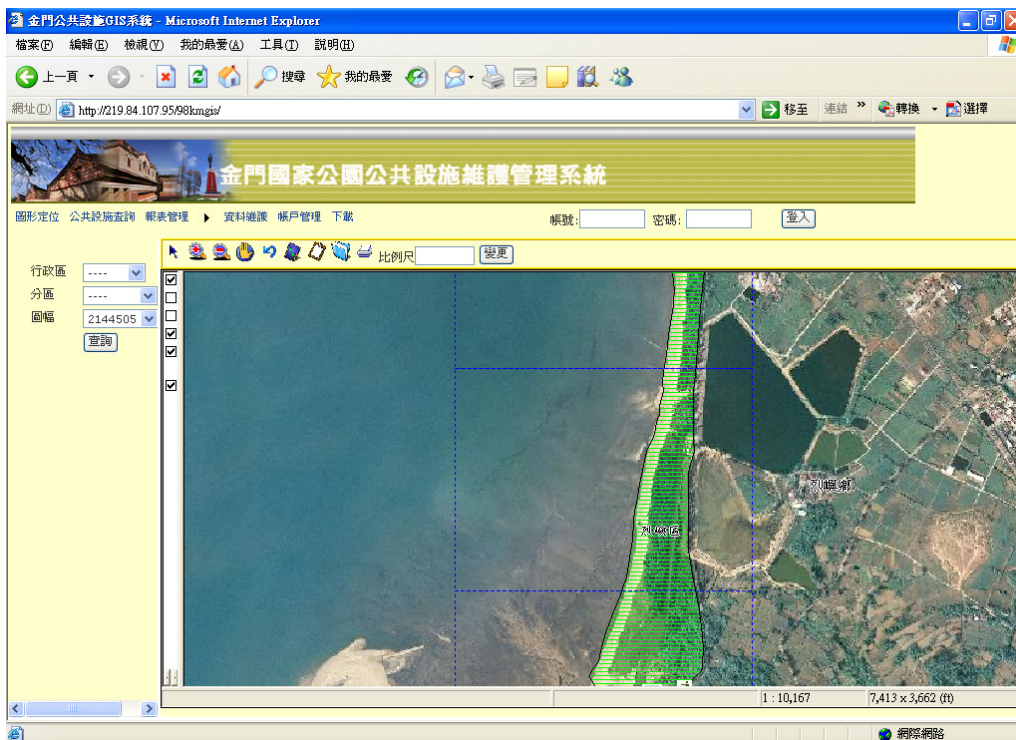 金門公共設施GIS系統 - Microsoft Internet Explorer
檔案(F) 編輯(E) 檢視(V) 我的最愛(A) 工具(T) 說明(H)
上一頁 搜尋 我的最愛
網址(D) http://219.84.107.95/98kmgis/ 移至 連結 » 轉換 選擇
金門國家公園公共設施維護管理系統
圖形定位 公共設施查詢 報表管理 資料維護 帳戶管理 下載 帳號: 密碼: 登入
比例尺 變更
行政區 ----
分區 ----
圖幅 2144505
查詢
烈嶼鄉
烈嶼區
1 : 10,167 7,413 x 3,662 (ft)
網際網路